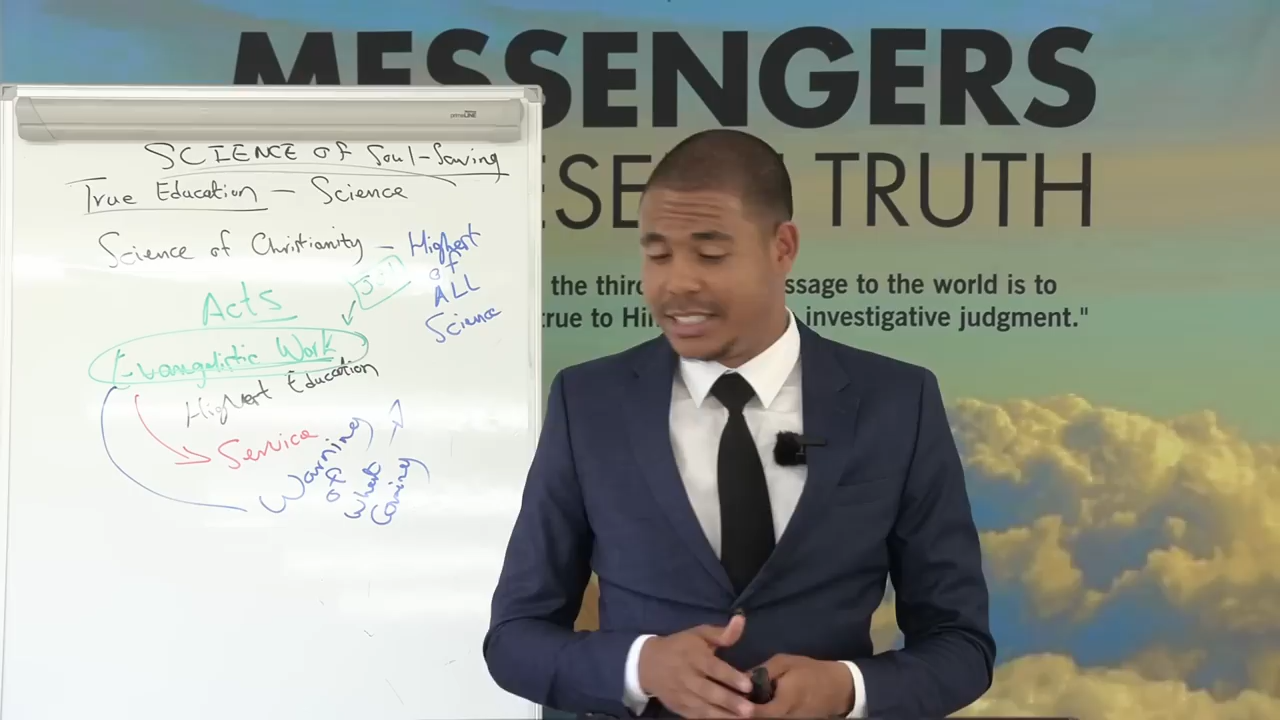 MESSENGERS
ESE TRUTH
the third ssage to the world is to
true to Hi investigative judgment."
SCIENCE of Soul-Saving
True Education – Science
Science of Christianity – Highest
of
ALL
Science
Acts
Evangelistic Work
Highest Education
Service
Warning
of
what
Coming